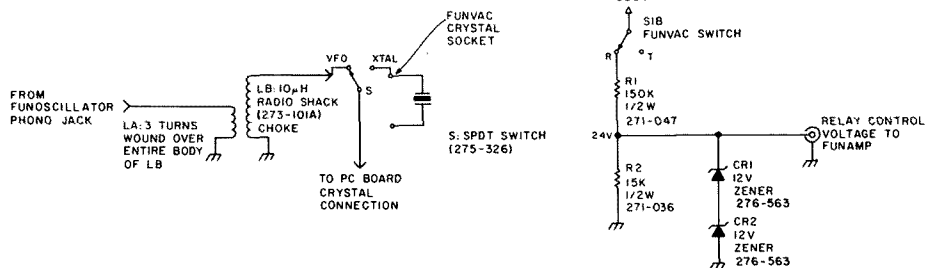 FUNVAC
CRYSTAL
SOCKET
VFO
XTAL
S
FROM
FUNOSCILLATOR
PHONO JACK
LA: 3 TURNS
WOUND OVER
ENTIRE BODY
OF LB
LB: 10µH
RADIO SHACK
(273-101A)
CHOKE
S: SPDT SWITCH
(275-326)
TO PC BOARD
CRYSTAL
CONNECTION
S1B
FUNVAC SWITCH
R
T
R1
150K
1/2W
271-047
24V
RELAY CONTROL
VOLTAGE TO
FUNAMP
R2
15K
1/2W
271-036
CR1
12V
ZENER
276-563
CR2
12V
ZENER
276-563